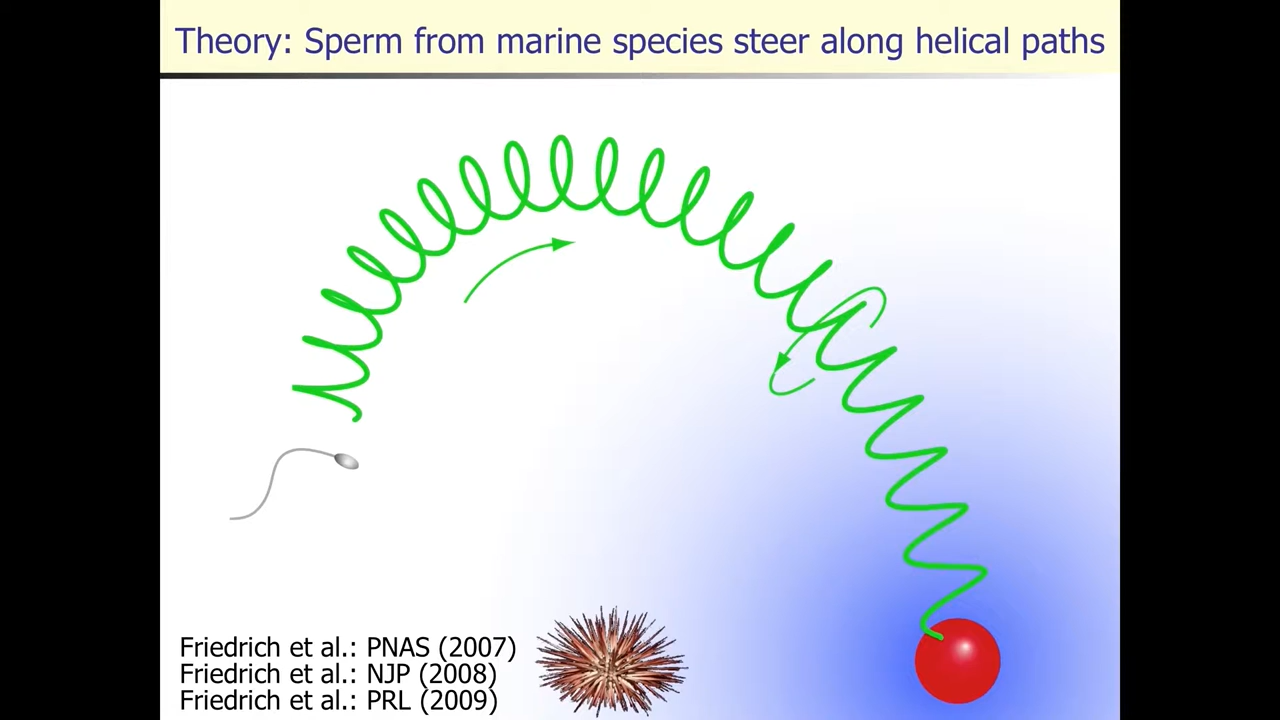 Theory: Sperm from marine species steer along helical paths
Friedrich et al.: PNAS (2007)
Friedrich et al.: NJP (2008)
Friedrich et al.: PRL (2009)